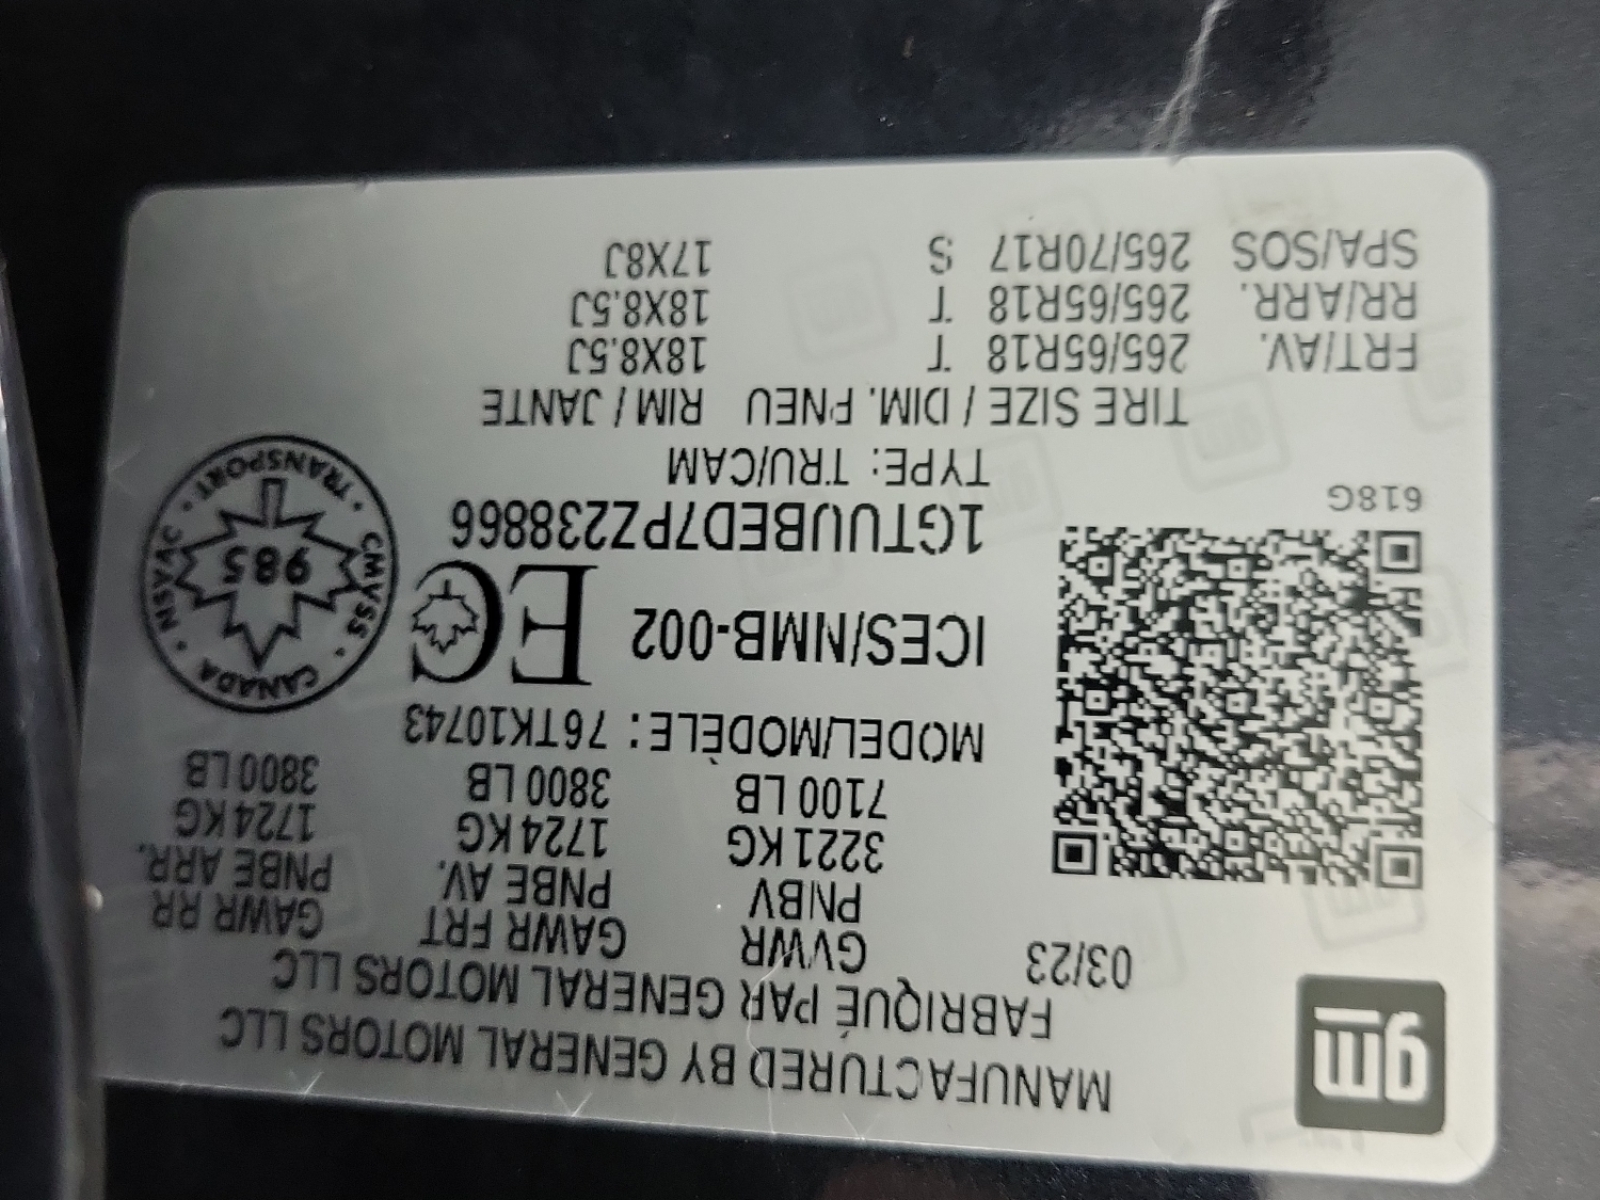 gm
MANUFACTURED BY GENERAL MOTORS LLC
FABRIQUÉ PAR GENERAL MOTORS LLC
03/23 GVWR GAWR FRT GAWR RR
PNBV PNBE AV. PNBE ARR.
3221 KG 1724 KG 1724 KG
7100 LB 3800 LB 3800 LB
MODEL/MODÈLE: 76TK10743
ICES/NMB-002 EC
CANADA · CMVSS · TRANSPORT · NSVAC ·
985
1GTUUBED7PZ238866
618G
TYPE: TRU/CAM
TIRE SIZE / DIM. PNEU RIM / JANTE
FRT/AV. 265/65R18 T 18X8.5J
RR/ARR. 265/65R18 T 18X8.5J
SPA/SOS 265/70R17 S 17X8J